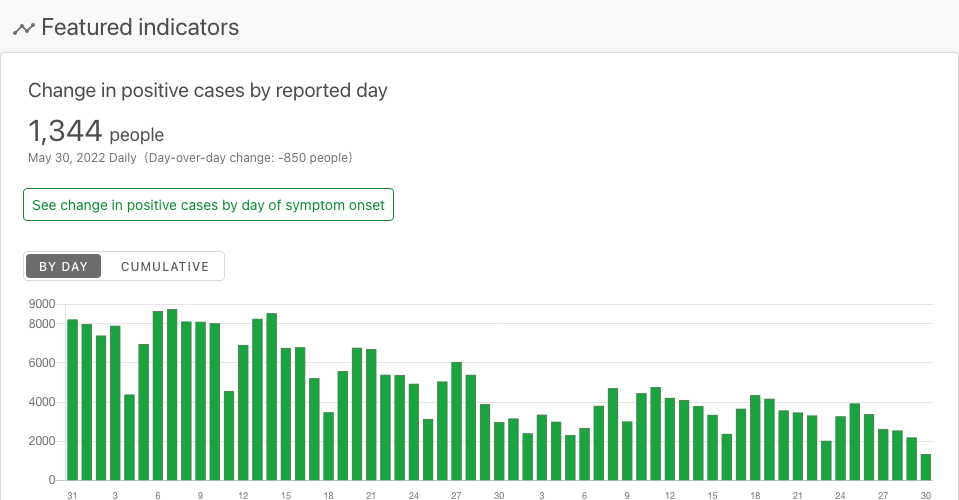 Featured indicators
Change in positive cases by reported day
1,344 people
May 30, 2022 Daily (Day-over-day change: -850 people)
See change in positive cases by day of symptom onset
BY DAY CUMULATIVE
9000
8000
6000
4000
2000
0
31 3 6 9 12 15 18 21 24 27 30 3 6 9 12 15 18 21 24 27 30